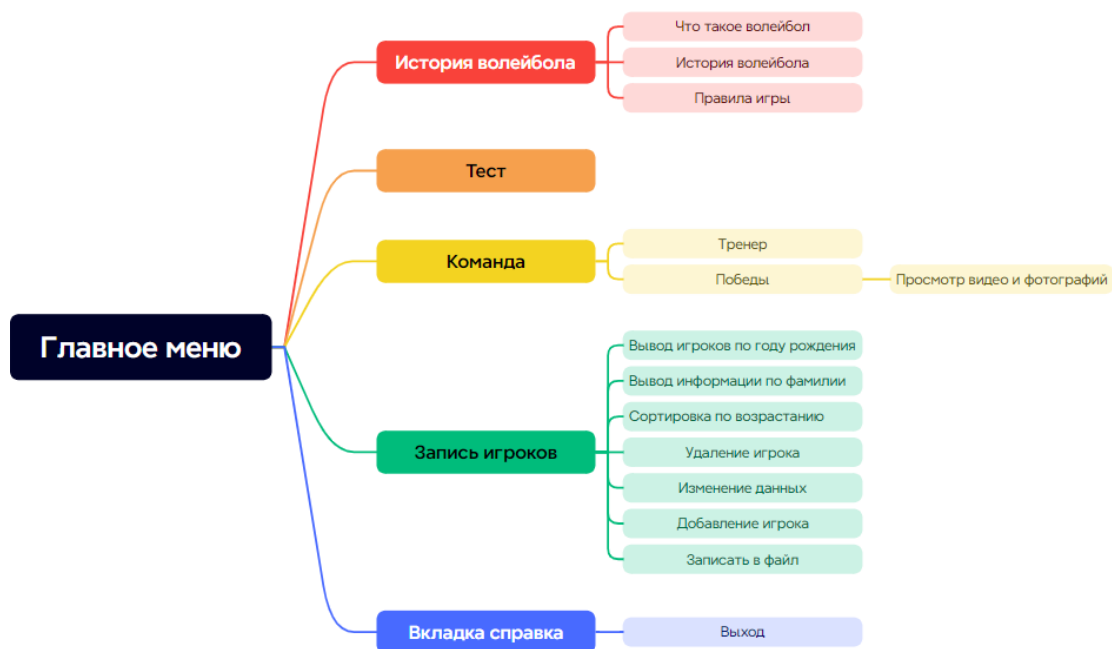 Главное меню
История волейбола
Что такое волейбол
История волейбола
Правила игры
Тест
Команда
Тренер
Победы
Просмотр видео и фотографий
Запись игроков
Вывод игроков по году рождения
Вывод информации по фамилии
Сортировка по возрастанию
Удаление игрока
Изменение данных
Добавление игрока
Записать в файл
Вкладка справка
Выход